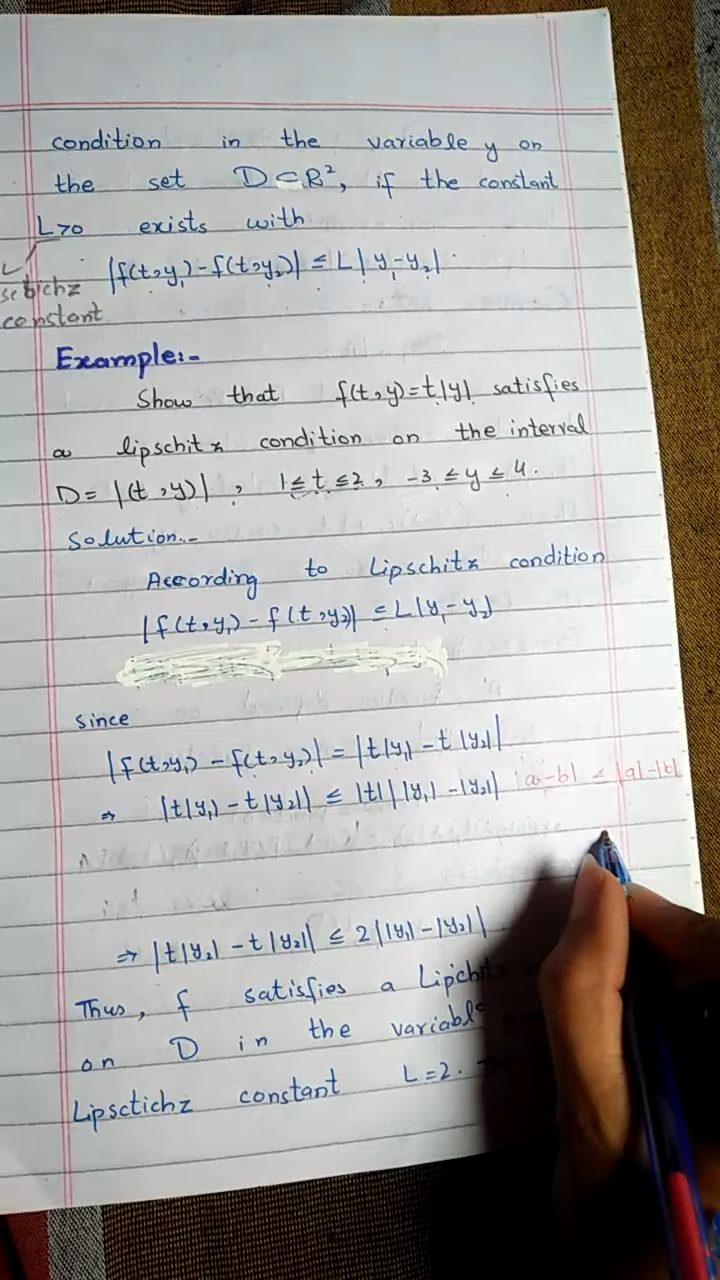 condition in the variable y on
the set D⊂R², if the constant
L>0 exists with
|f(t,y₁)-f(t,y₂)| ≤ L|y₁-y₂|.
constant
Example:-
Show that f(t,y)=t|y| satisfies
a lipschitz condition on the interval
D= |(t,y)|, 1≤t≤2, -3≤y≤4.
Solution:-
According to Lipschitz condition
|f(t,y₁)-f(t,y₂)| ≤ L|y₁-y₂|
since
|f(t,y₁)-f(t,y₂)|=|t|y₁|-t|y₂||
⇒ |t|y₁|-t|y₂|| ≤ |t|||y₁|-|y₂|| |a-b| ≤ |a|-|b|
⇒ |t|y₂|-t|y₂|| ≤ 2||y₁|-|y₂||
Thus, f satisfies a
on D in the variable
Lipsctichz constant L=2.